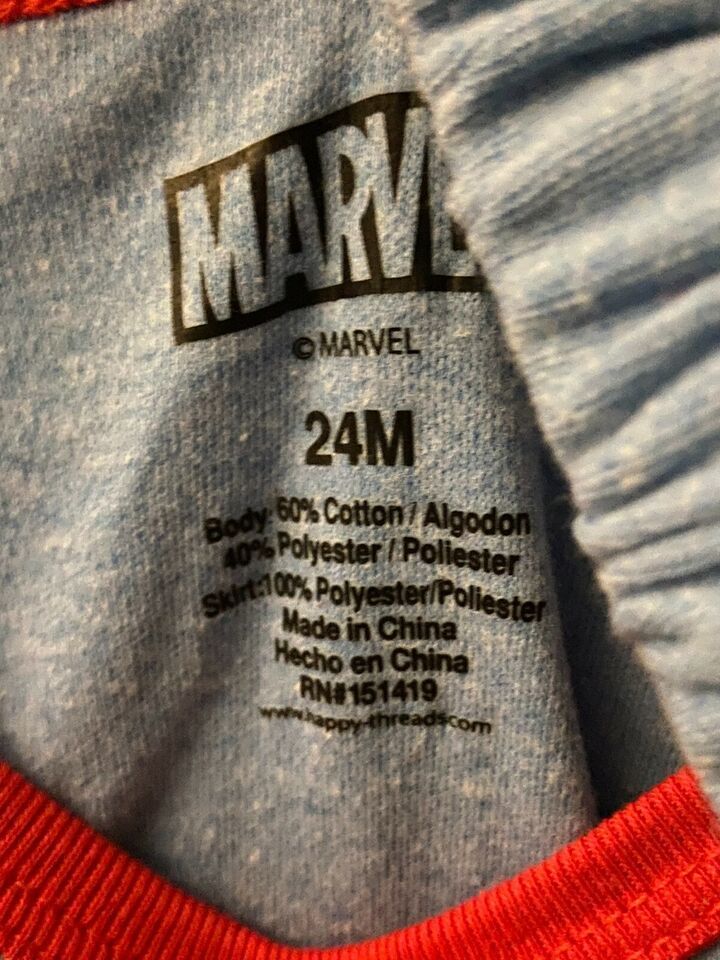 MARVEL
© MARVEL
24M
Body: 60% Cotton / Algodon
40% Polyester / Poliester
Skirt:100% Polyester/Poliester
Made in China
Hecho en China
RN#151419
www.happy-threads.com